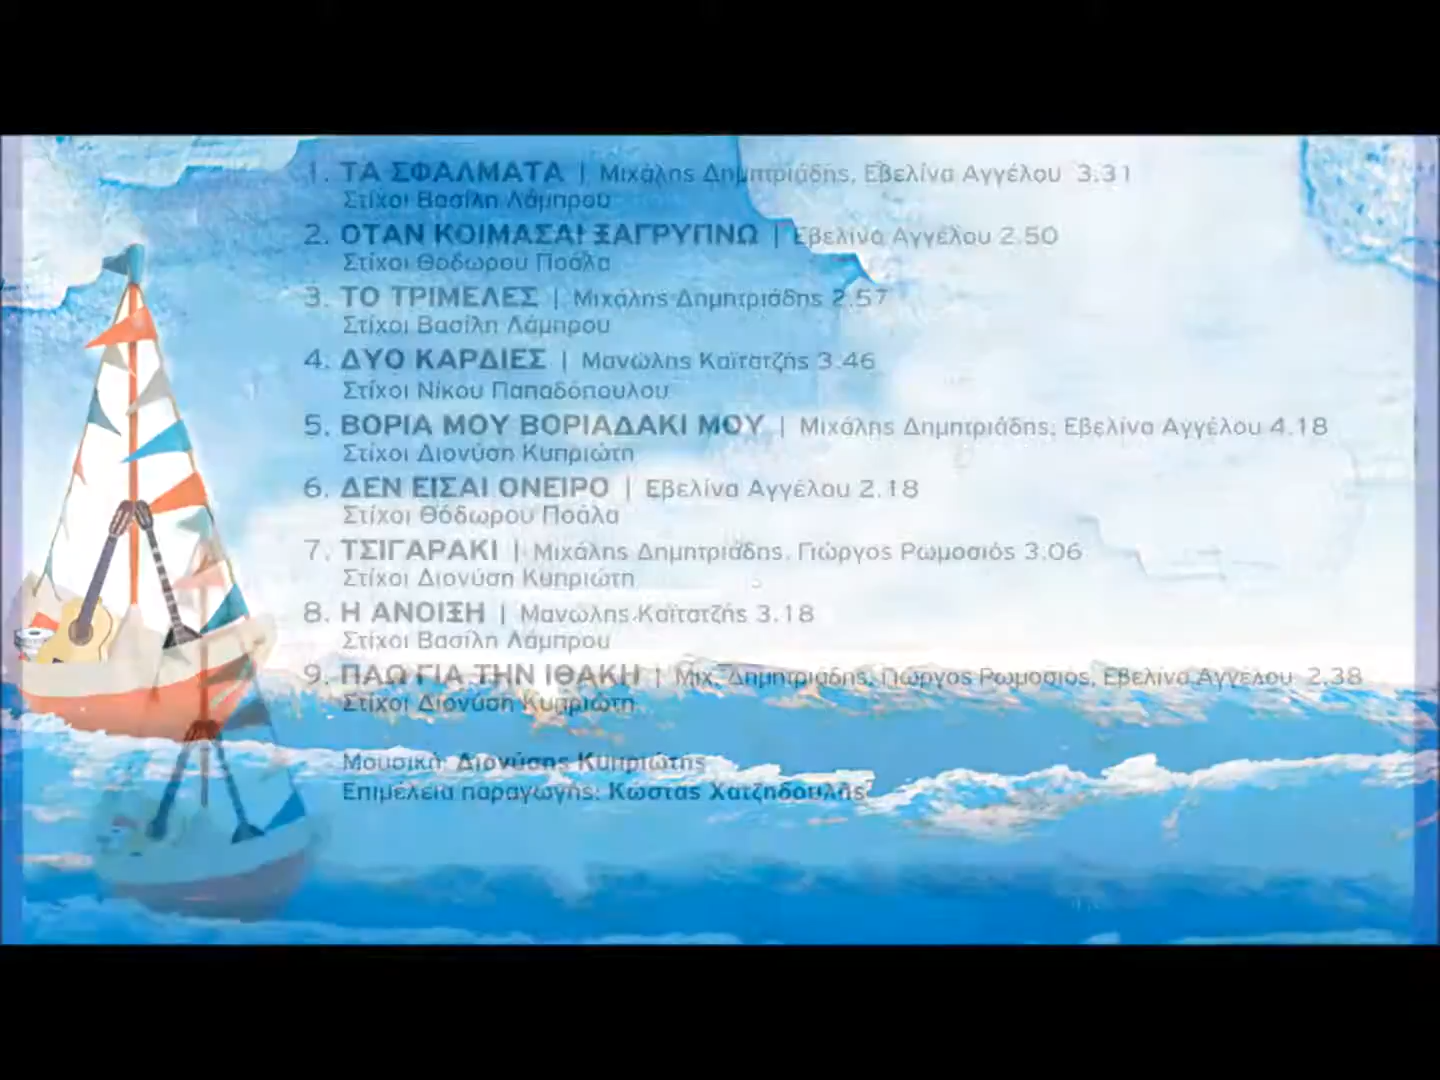 1. ΤΑ ΣΦΑΛΜΑΤΑ | Μιχάλης Δημητριάδης, Εβελίνα Αγγέλου 3.31
Στίχοι Βασίλη Λάμπρου
2. ΟΤΑΝ ΚΟΙΜΑΣΑΙ ΞΑΓΡΥΠΝΩ | Εβελίνα Αγγέλου 2.50
Στίχοι Θόδωρου Ποάλα
3. ΤΟ ΤΡΙΜΕΛΕΣ | Μιχάλης Δημητριάδης 2.57
Στίχοι Βασίλη Λάμπρου
4. ΔΥΟ ΚΑΡΔΙΕΣ | Μανώλης Καϊτατζής 3.46
Στίχοι Νίκου Παπαδόπουλου
5. ΒΟΡΙΑ ΜΟΥ ΒΟΡΙΑΔΑΚΙ ΜΟΥ | Μιχάλης Δημητριάδης, Εβελίνα Αγγέλου 4.18
Στίχοι Διονύση Κυπριώτη
6. ΔΕΝ ΕΙΣΑΙ ΟΝΕΙΡΟ | Εβελίνα Αγγέλου 2.18
Στίχοι Θόδωρου Ποάλα
7. ΤΣΙΓΑΡΑΚΙ | Μιχάλης Δημητριάδης, Γιώργος Ρωμοσιός 3.06
Στίχοι Διονύση Κυπριώτη
8. Η ΑΝΟΙΞΗ | Μανώλης Καϊτατζής 3.18
Στίχοι Βασίλη Λάμπρου
9. ΠΑΩ ΓΙΑ ΤΗΝ ΙΘΑΚΗ | Μιχ. Δημητριάδης, Γιώργος Ρωμοσιός, Εβελίνα Αγγέλου 2.38
Στίχοι Διονύση Κυπριώτη
Μουσική: Διονύσης Κυπριώτης
Επιμέλεια παραγωγής: Κώστας Χατζηδουλής